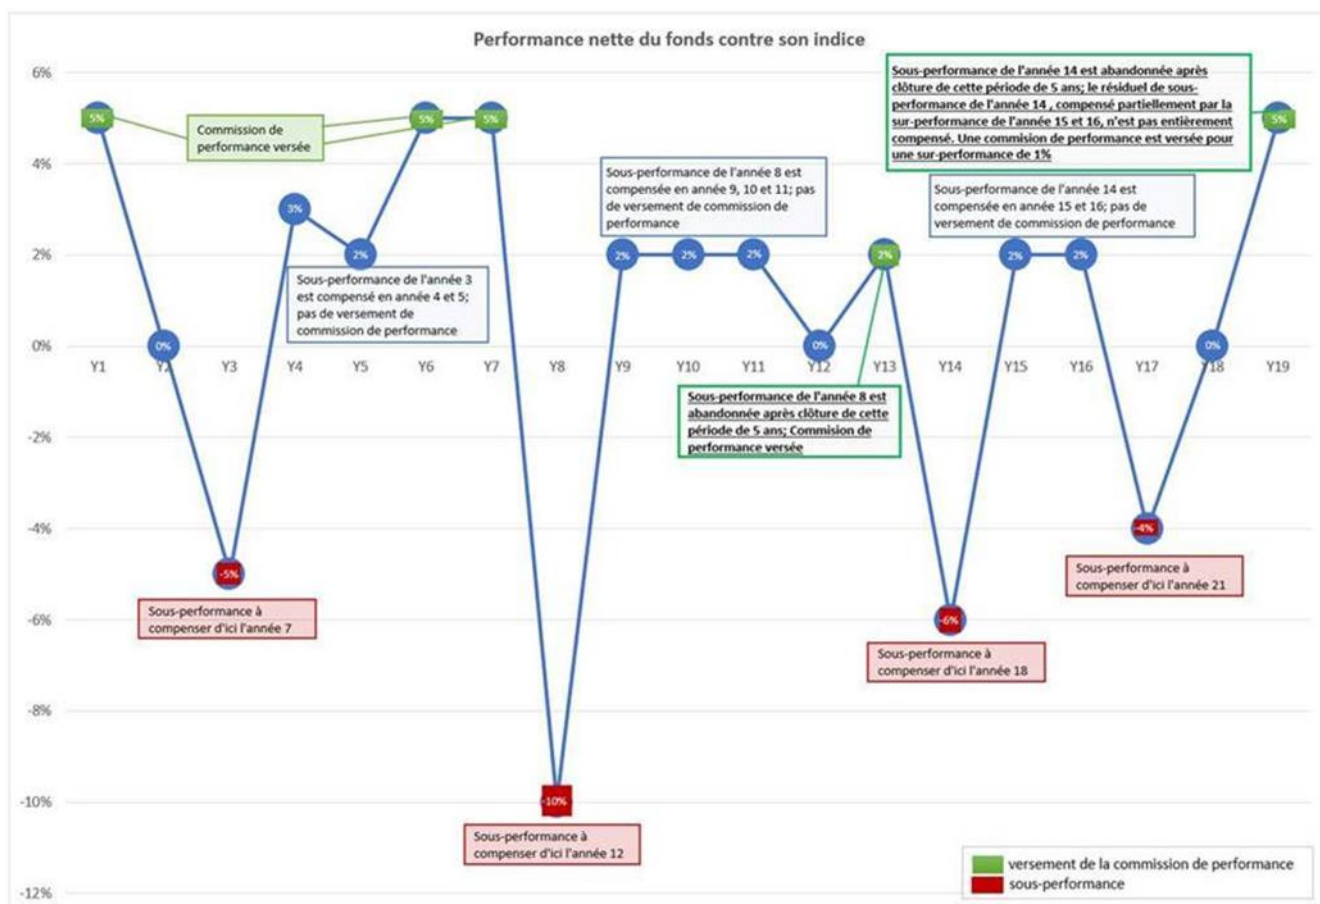 Performance nette du fonds contre son indice
6%
4%
2%
0%
-2%
-4%
-6%
-8%
-10%
-12%
Y1
Y2
Y3
Y4
Y5
Y6
Y7
Y8
Y9
Y10
Y11
Y12
Y13
Y14
Y15
Y16
Y17
Y18
Y19
5%
0%
-5%
3%
2%
5%
5%
-10%
2%
2%
2%
0%
2%
-6%
2%
2%
-4%
0%
5%
Commission de
performance versée
Sous-performance à
compenser d'ici l'année 7
Sous-performance de l'année 3
est compensé en année 4 et 5;
pas de versement de
commission de performance
Sous-performance à
compenser d'ici l'année 12
Sous-performance de l'année 8 est
compensée en année 9, 10 et 11; pas
de versement de commission de
performance
Sous-performance de l'année 8 est
abandonnée après clôture de cette
période de 5 ans; Commision de
performance versée
Sous-performance à
compenser d'ici l'année 18
Sous-performance de l'année 14 est
compensée en année 15 et 16; pas de
versement de commission de performance
Sous-performance à
compenser d'ici l'année 21
Sous-performance de l'année 14 est abandonnée après
clôture de cette période de 5 ans; le résiduel de sous-
performance de l'année 14 , compensé partiellement par la
sur-performance de l'année 15 et 16, n'est pas entièrement
compensé. Une commision de performance est versée pour
une sur-performance de 1%
versement de la commission de performance
sous-performance